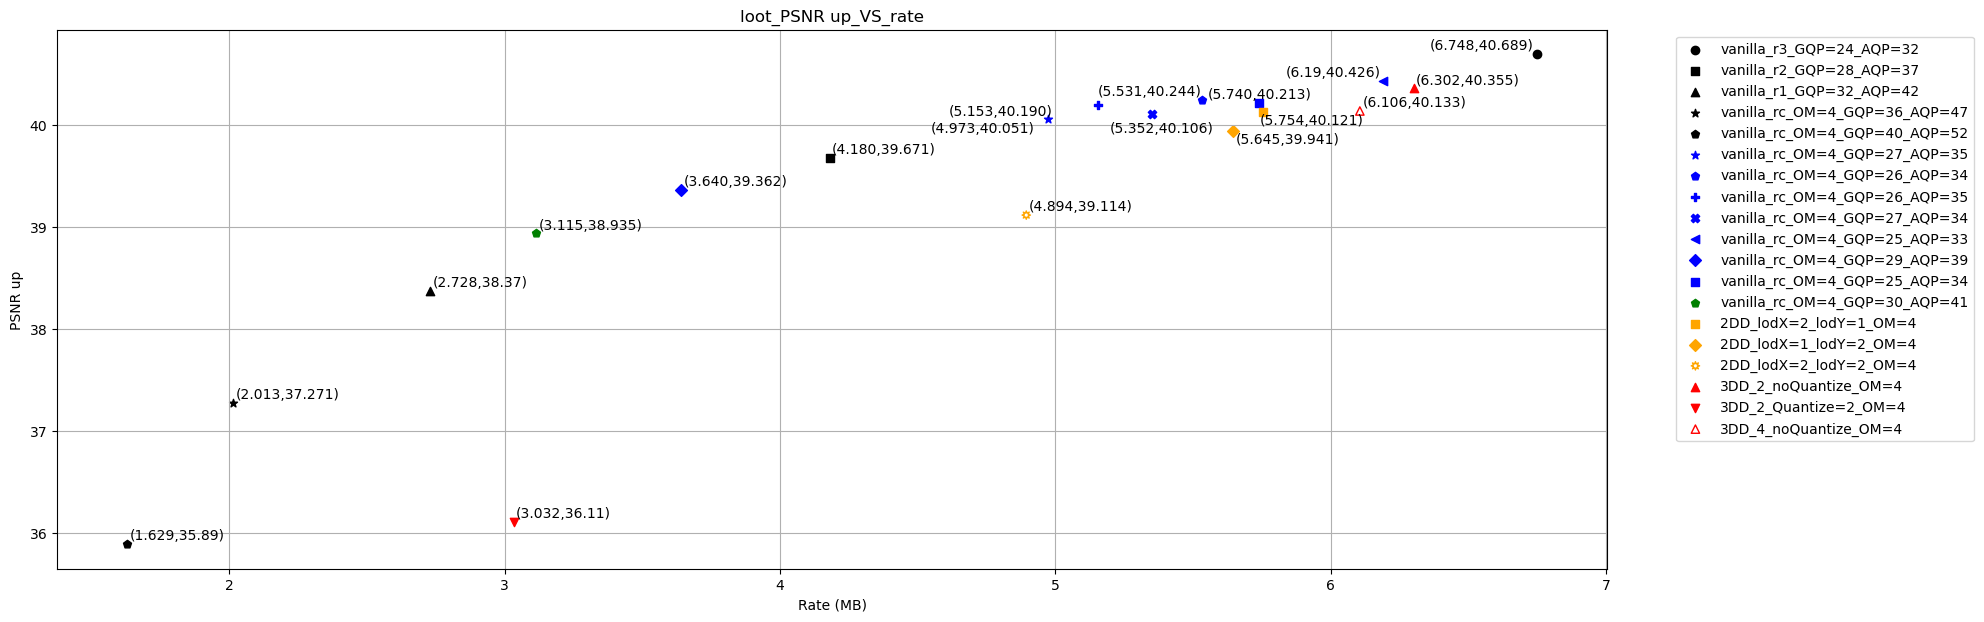 loot_PSNR up_VS_rate
(6.748,40.689)
(6.19,40.426)
(6.302,40.355)
(5.531,40.244)
(5.740,40.213)
(6.106,40.133)
(5.153,40.190)
(4.973,40.051)
(5.352,40.106)
(5.754,40.121)
(5.645,39.941)
(4.180,39.671)
(3.640,39.362)
(4.894,39.114)
(3.115,38.935)
(2.728,38.37)
(2.013,37.271)
(3.032,36.11)
(1.629,35.89)
PSNR up
40
39
38
37
36
2
3
4
5
6
7
Rate (MB)
vanilla_r3_GQP=24_AQP=32
vanilla_r2_GQP=28_AQP=37
vanilla_r1_GQP=32_AQP=42
vanilla_rc_OM=4_GQP=36_AQP=47
vanilla_rc_OM=4_GQP=40_AQP=52
vanilla_rc_OM=4_GQP=27_AQP=35
vanilla_rc_OM=4_GQP=26_AQP=34
vanilla_rc_OM=4_GQP=26_AQP=35
vanilla_rc_OM=4_GQP=27_AQP=34
vanilla_rc_OM=4_GQP=25_AQP=33
vanilla_rc_OM=4_GQP=29_AQP=39
vanilla_rc_OM=4_GQP=25_AQP=34
vanilla_rc_OM=4_GQP=30_AQP=41
2DD_lodX=2_lodY=1_OM=4
2DD_lodX=1_lodY=2_OM=4
2DD_lodX=2_lodY=2_OM=4
3DD_2_noQuantize_OM=4
3DD_2_Quantize=2_OM=4
3DD_4_noQuantize_OM=4